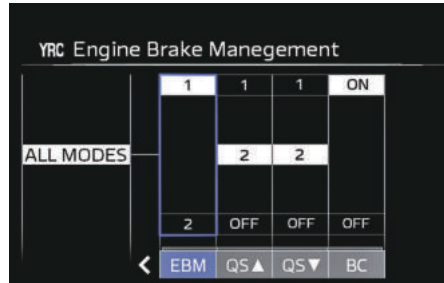 YRC Engine Brake Manegement
1 1 1 ON
ALL MODES 2 2
2 OFF OFF OFF
< EBM QS▲ QS▼ BC